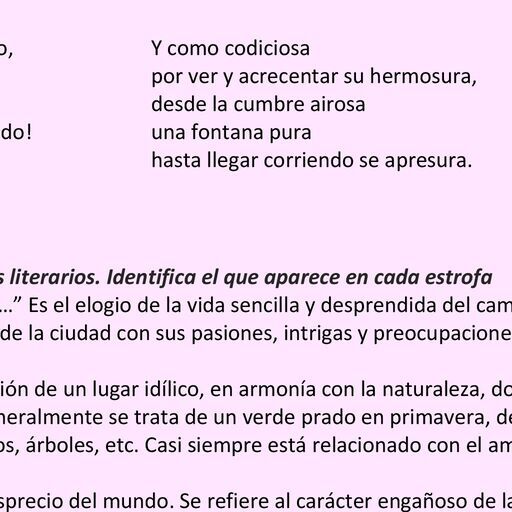 o,
do!
Y como codiciosa
por ver y acrecentar su hermosura,
desde la cumbre airosa
una fontana pura
hasta llegar corriendo se apresura.
s literarios. Identifica el que aparece en cada estrofa
…” Es el elogio de la vida sencilla y desprendida del cam
de la ciudad con sus pasiones, intrigas y preocupacione
ión de un lugar idílico, en armonía con la naturaleza, do
neralmente se trata de un verde prado en primavera, de
os, árboles, etc. Casi siempre está relacionado con el am
sprecio del mundo. Se refiere al carácter engañoso de la